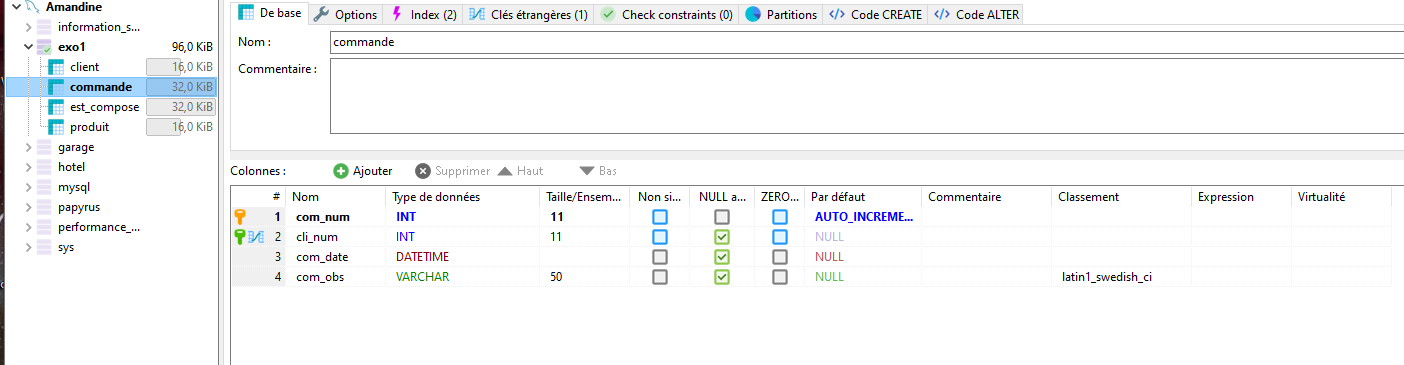 Amandine
information_s...
exo1 96,0 KiB
client 16,0 KiB
commande 32,0 KiB
est_compose 32,0 KiB
produit 16,0 KiB
garage
hotel
mysql
papyrus
performance_...
sys
De base Options Index (2) Clés étrangères (1) Check constraints (0) Partitions Code CREATE Code ALTER
Nom : commande
Commentaire :
Colonnes : Ajouter Supprimer Haut Bas
# Nom Type de données Taille/Ensem... Non si... NULL a... ZERO... Par défaut Commentaire Classement Expression Virtualité
1 com_num INT 11 AUTO_INCREME...
2 cli_num INT 11 NULL
3 com_date DATETIME NULL
4 com_obs VARCHAR 50 NULL latin1_swedish_ci